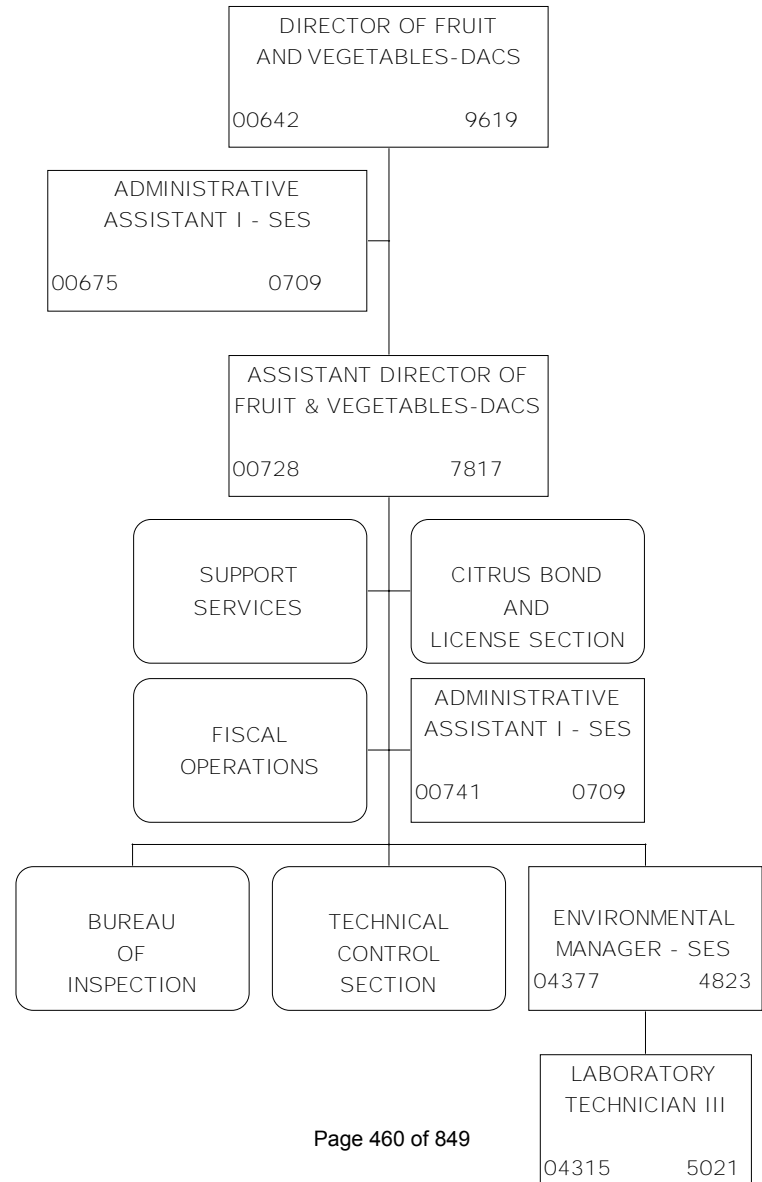 DIRECTOR OF FRUIT
AND VEGETABLES-DACS
00642 9619
ADMINISTRATIVE
ASSISTANT I - SES
00675 0709
ASSISTANT DIRECTOR OF
FRUIT & VEGETABLES-DACS
00728 7817
SUPPORT
SERVICES
CITRUS BOND
AND
LICENSE SECTION
FISCAL
OPERATIONS
ADMINISTRATIVE
ASSISTANT I - SES
00741 0709
BUREAU
OF
INSPECTION
TECHNICAL
CONTROL
SECTION
ENVIRONMENTAL
MANAGER - SES
04377 4823
LABORATORY
TECHNICIAN III
04315 5021
Page 460 of 849